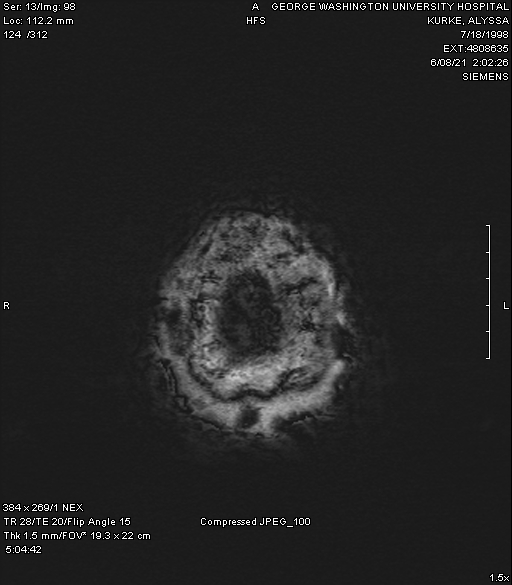 Ser: 13/Img: 98
Loc: 112.2 mm
124 /312
A
HFS
GEORGE WASHINGTON UNIVERSITY HOSPITAL
KURKE, ALYSSA
7/18/1998
EXT:4808635
6/08/21 2:02:26
SIEMENS
R
L
384 x 269/1 NEX
TR 28/TE 20/Flip Angle 15
Thk 1.5 mm/FOV* 19.3 x 22 cm
5:04:42
Compressed JPEG_100
1.5x